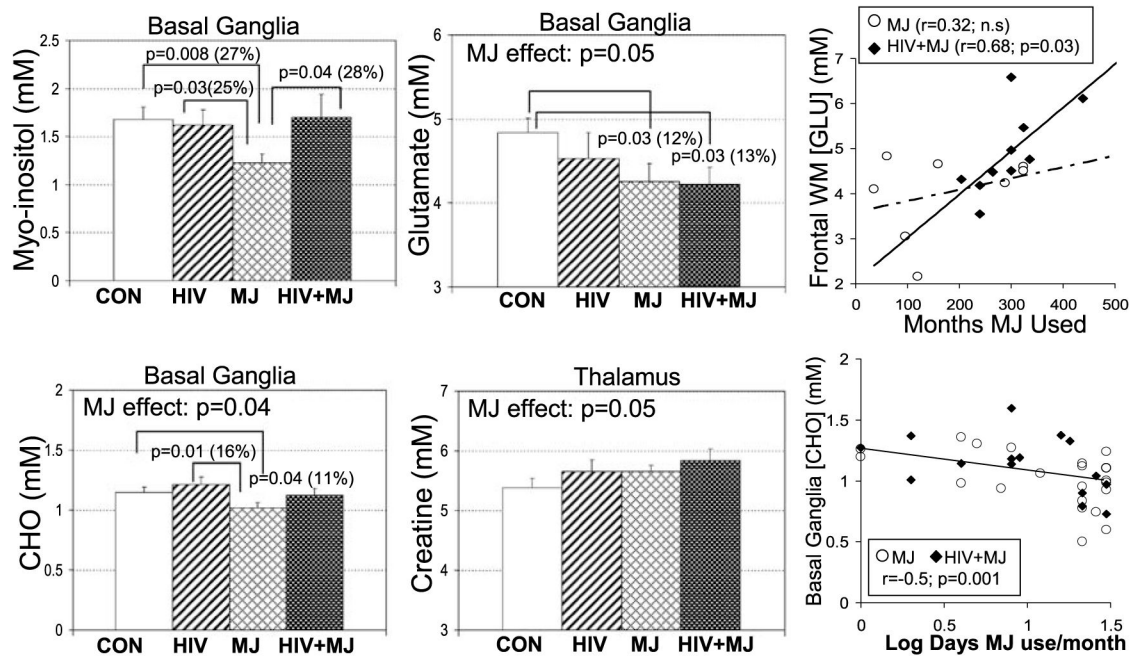 Basal Ganglia
Myo-inositol (mM)
2.5
2
1.5
1
0.5
0
p=0.008 (27%)
p=0.04 (28%)
p=0.03(25%)
CON HIV MJ HIV+MJ
Basal Ganglia
MJ effect: p=0.05
Glutamate (mM)
6
5
4
3
p=0.03 (12%)
p=0.03 (13%)
CON HIV MJ HIV+MJ
MJ (r=0.32; n.s)
HIV+MJ (r=0.68; p=0.03)
Frontal WM [GLU] (mM)
7
6
5
4
3
2
0 100 200 300 400 500
Months MJ Used
Basal Ganglia
MJ effect: p=0.04
CHO (mM)
2
1.5
1
0.5
0
p=0.01 (16%)
p=0.04 (11%)
CON HIV MJ HIV+MJ
Thalamus
MJ effect: p=0.05
Creatine (mM)
7
6
5
4
3
CON HIV MJ HIV+MJ
Basal Ganglia [CHO] (mM)
2
1.5
1
0.5
0
MJ HIV+MJ
r=-0.5; p=0.001
0 0.5 1.0 1.5
Log Days MJ use/month